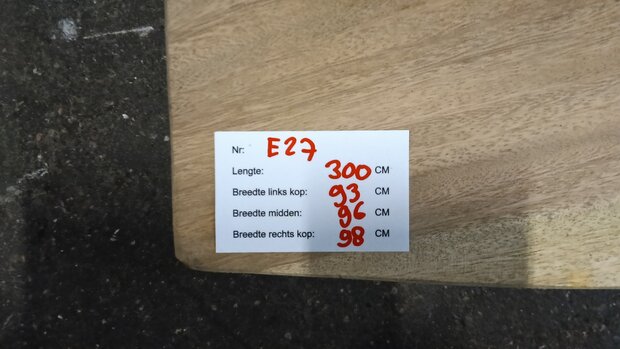 Nr: E27
Lengte: 300 CM
Breedte links kop: 93 CM
Breedte midden: 96 CM
Breedte rechts kop: 98 CM